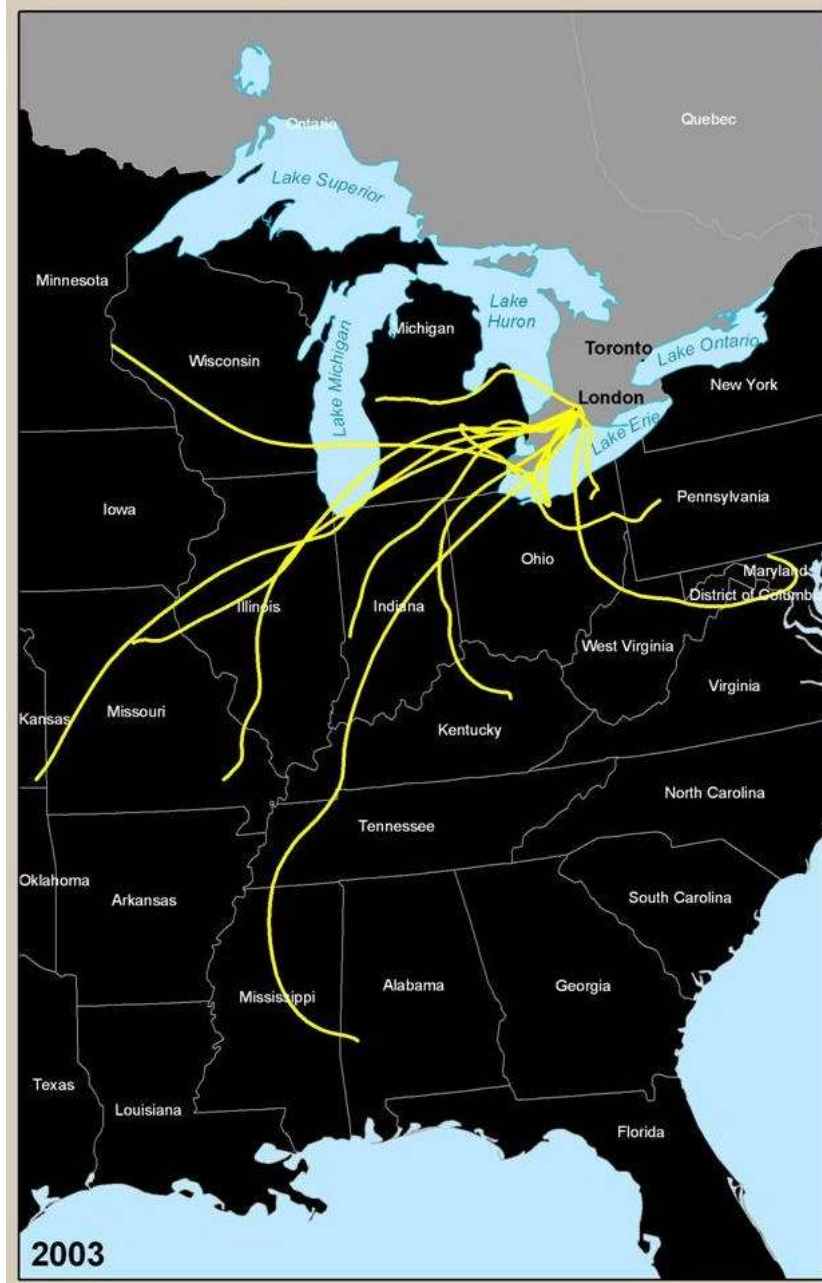 Ontario
Quebec
Lake Superior
Minnesota
Lake
Huron
Michigan
Toronto
Lake Ontario
Wisconsin
Lake Michigan
New York
London
Lake Erie
Iowa
Pennsylvania
Ohio
Maryland
District of Columbia
Illinois
Indiana
West Virginia
Virginia
Kansas
Missouri
Kentucky
North Carolina
Tennessee
Oklahoma
Arkansas
South Carolina
Mississippi
Alabama
Georgia
Texas
Louisiana
Florida
2003